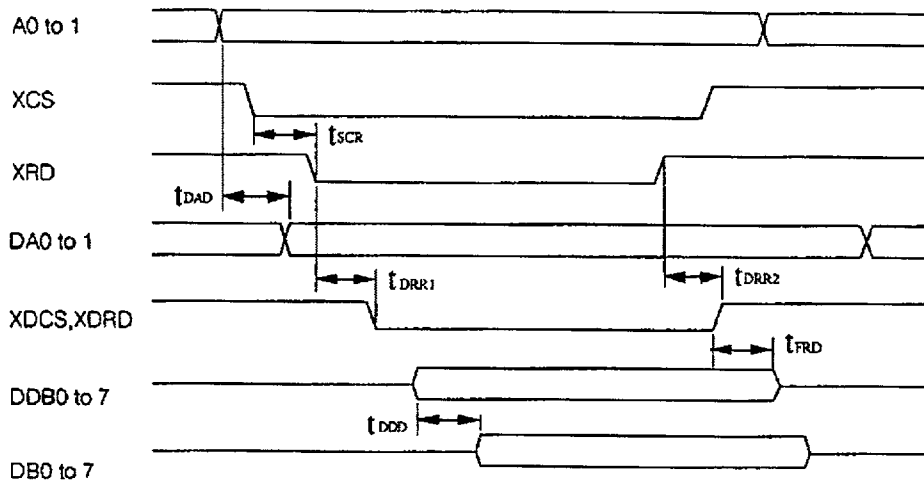 A0 to 1
XCS
tSCR
XRD
tDAD
DA0 to 1
tDRR1
tDRR2
XDCS,XDRD
tFRD
DDB0 to 7
tDDD
DB0 to 7